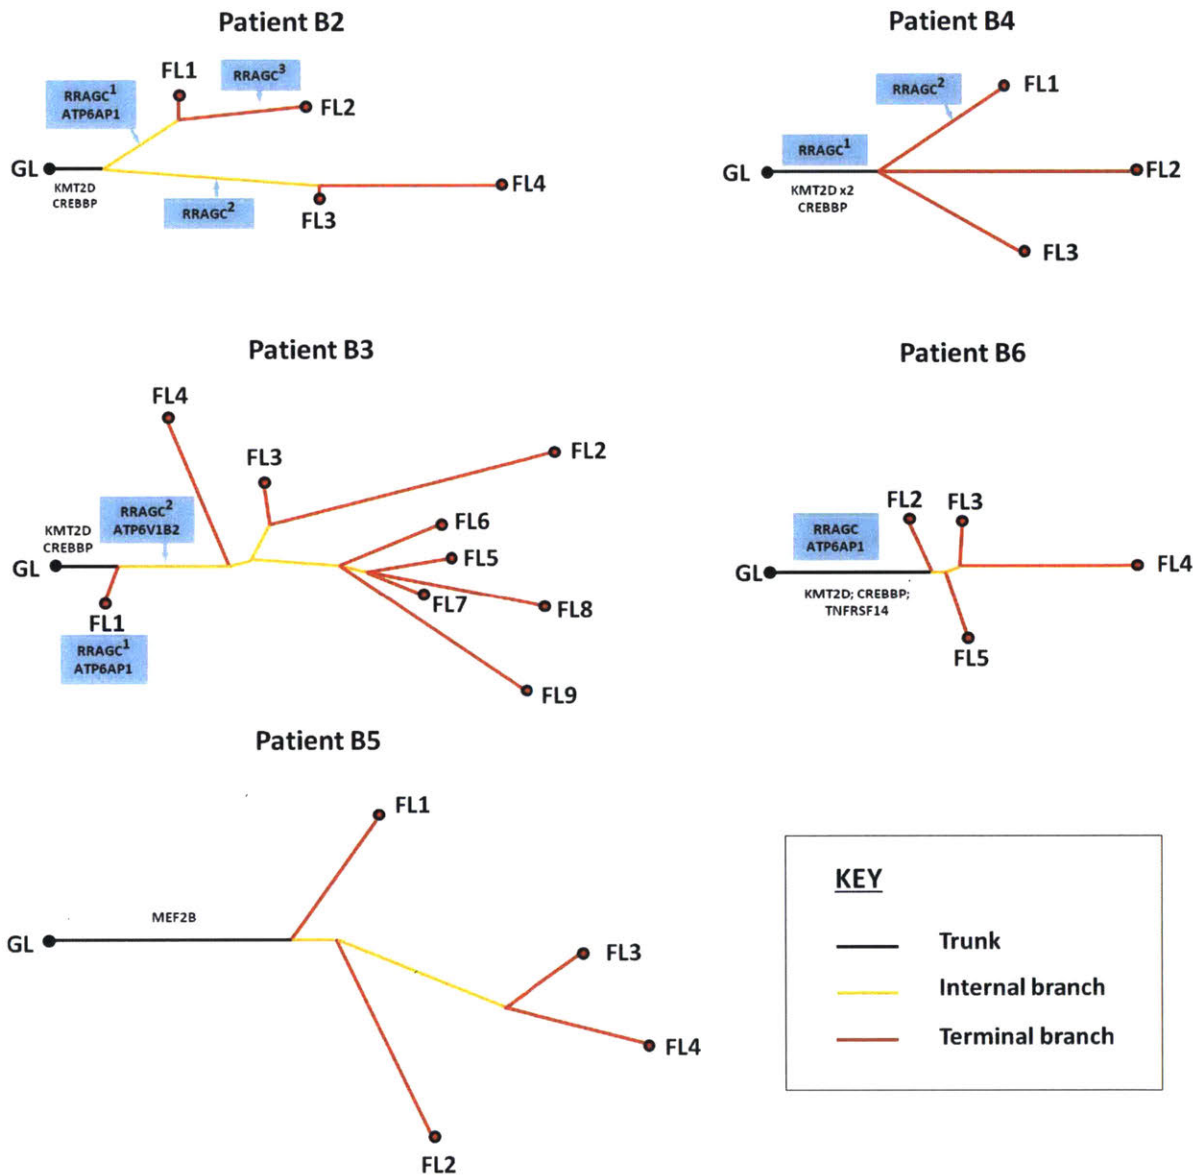 Patient B2
FL1
RRAGC3
RRAGC1
ATP6AP1
FL2
GL
KMT2D
CREBBP
FL4
RRAGC2
FL3
Patient B4
FL1
RRAGC2
RRAGC1
GL
KMT2D x2
CREBBP
FL2
FL3
Patient B3
FL4
FL3
FL2
RRAGC2
ATP6V1B2
KMT2D
CREBBP
FL6
FL5
GL
FL7
FL8
FL1
RRAGC1
ATP6AP1
FL9
Patient B6
FL2
FL3
RRAGC
ATP6AP1
FL4
GL
KMT2D; CREBBP;
TNFRSF14
FL5
Patient B5
FL1
MEF2B
GL
FL3
FL4
FL2
KEY
Trunk
Internal branch
Terminal branch